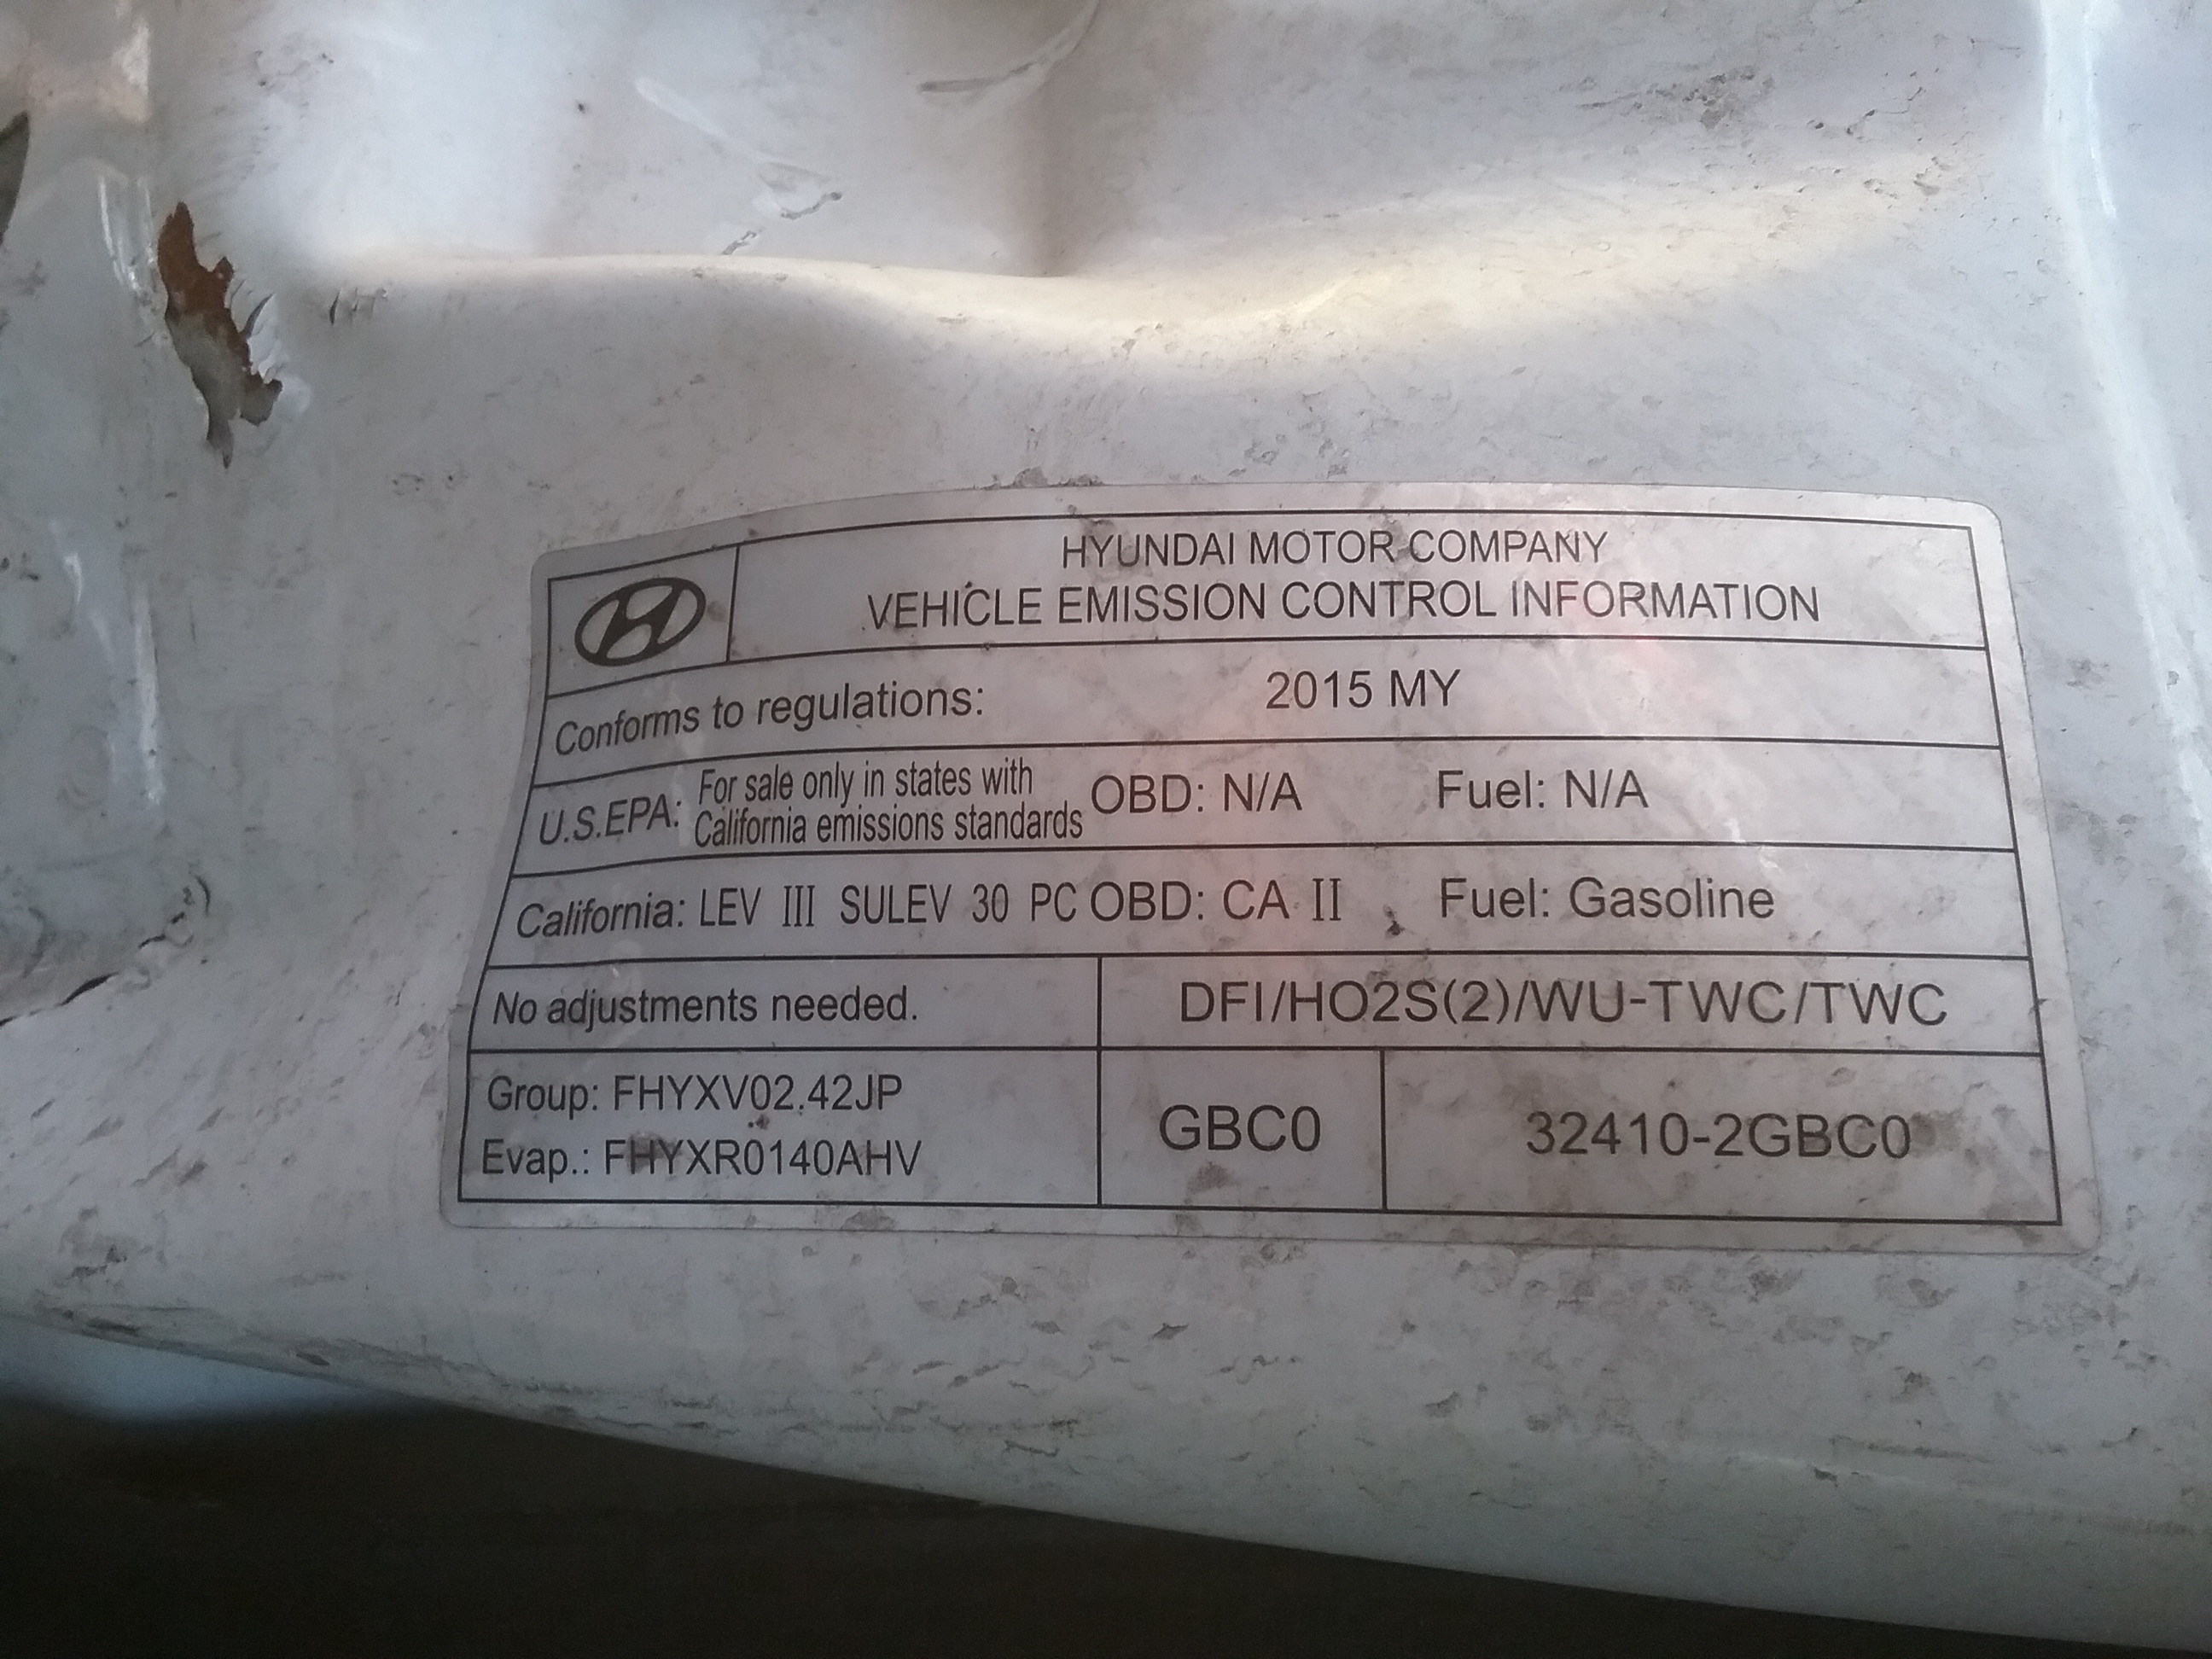 HYUNDAI MOTOR COMPANY
VEHICLE EMISSION CONTROL INFORMATION
Conforms to regulations: 2015 MY
U.S.EPA: For sale only in states with California emissions standards OBD: N/A Fuel: N/A
California: LEV III SULEV 30 PC OBD: CA II Fuel: Gasoline
No adjustments needed. DFI/HO2S(2)/WU-TWC/TWC
Group: FHYXV02.42JP
Evap.: FHYXR0140AHV
GBC0 32410-2GBC0